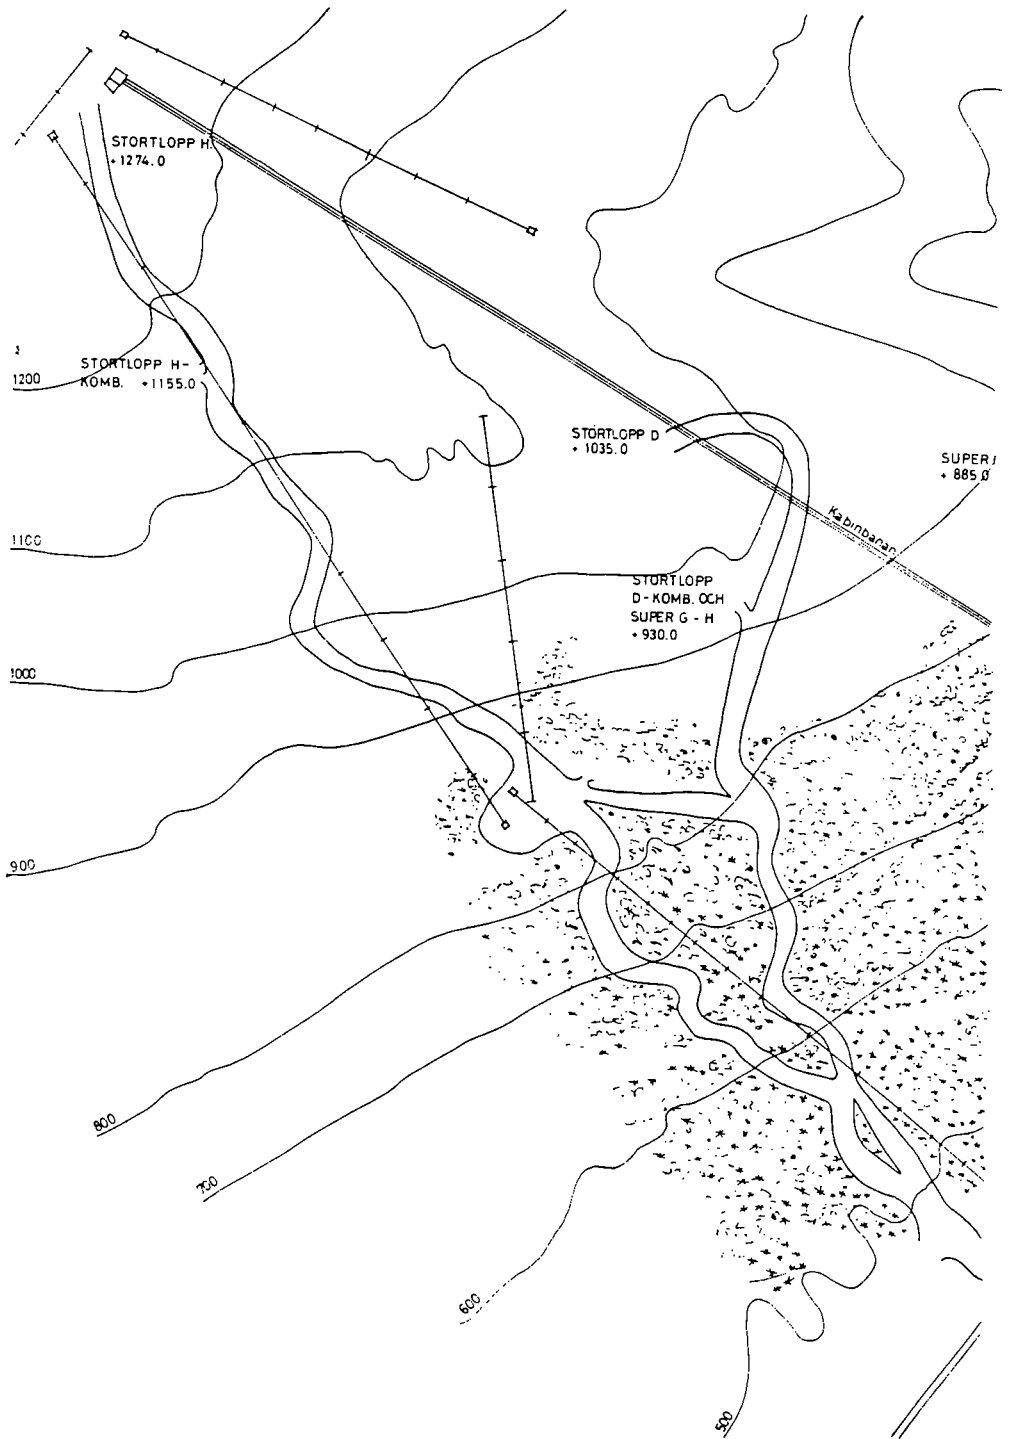 STORTLOPP H.
+1274.0
STORTLOPP H-
KOMB. +1155.0
1200
STORTLOPP D
+ 1035.0
SUPER
+ 885.0
Kabinbanan
1100
STORTLOPP
D-KOMB. OCH
SUPER G - H
+ 930.0
1000
900
800
700
600
500